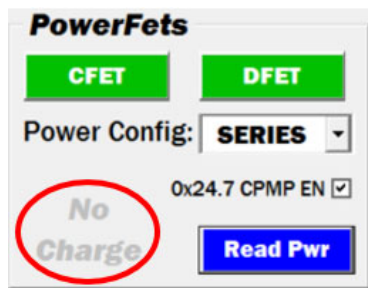 PowerFets
CFET DFET
Power Config: SERIES
0x24.7 CPMP EN
No
Charge
Read Pwr